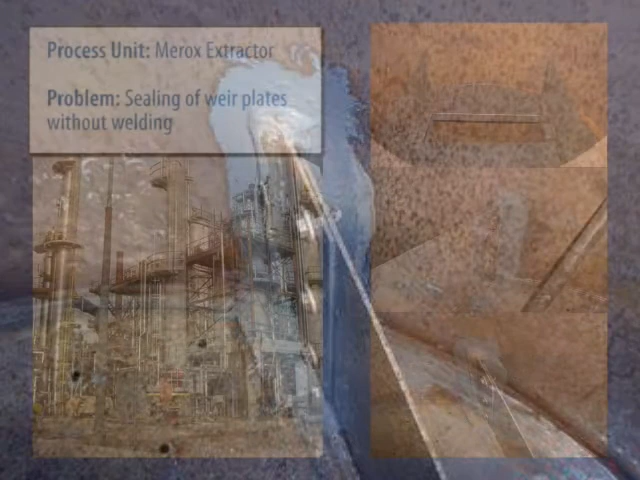 Process Unit: Merox Extractor
Problem: Sealing of weir plates
without welding